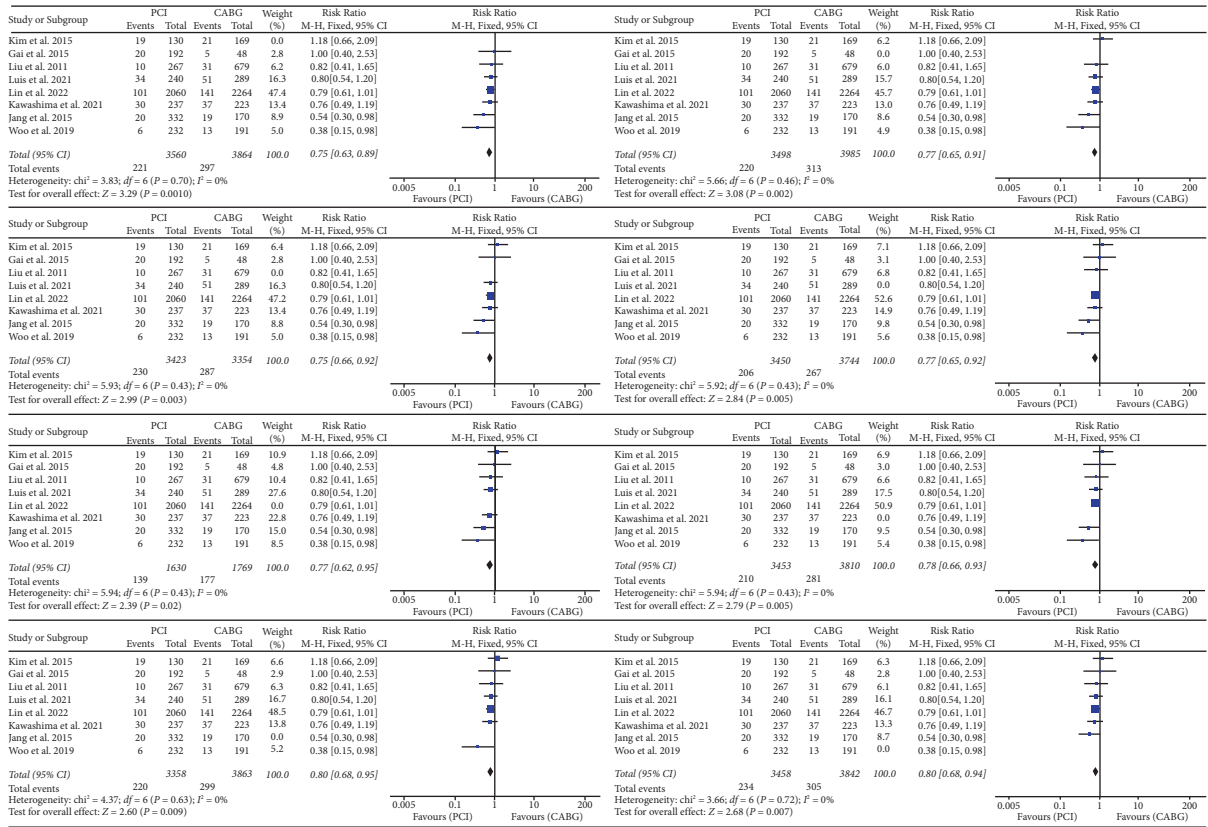 Study or Subgroup PCI CABG Weight Risk Ratio Risk Ratio
Events Total Events Total (%) M-H, Fixed, 95% CI M-H, Fixed, 95% CI
Kim et al. 2015 19 130 21 169 0.0 1.18 [0.66, 2.09]
Gai et al. 2015 20 192 5 48 2.8 1.00 [0.40, 2.53]
Liu et al. 2011 10 267 31 679 6.2 0.82 [0.41, 1.65]
Luis et al. 2021 34 240 51 289 16.3 0.80[0.54, 1.20]
Lin et al. 2022 101 2060 141 2264 47.4 0.79 [0.61, 1.01]
Kawashima et al. 2021 30 237 37 223 13.4 0.76 [0.49, 1.19]
Jang et al. 2015 20 332 19 170 8.9 0.54 [0.30, 0.98]
Woo et al. 2019 6 232 13 191 5.0 0.38 [0.15, 0.98]
Total (95% CI) 3560 3864 100.0 0.75 [0.63, 0.89]
Total events 221 297
Heterogeneity: chi² = 3.83; df = 6 (P = 0.70); I² = 0%
Test for overall effect: Z = 3.29 (P = 0.0010)
0.005 0.1 1 10 200
Favours (PCI) Favours (CABG)
Study or Subgroup PCI CABG Weight Risk Ratio Risk Ratio
Events Total Events Total (%) M-H, Fixed, 95% CI M-H, Fixed, 95% CI
Kim et al. 2015 19 130 21 169 6.2 1.18 [0.66, 2.09]
Gai et al. 2015 20 192 5 48 0.0 1.00 [0.40, 2.53]
Liu et al. 2011 10 267 31 679 6.0 0.82 [0.41, 1.65]
Luis et al. 2021 34 240 51 289 15.7 0.80[0.54, 1.20]
Lin et al. 2022 101 2060 141 2264 45.7 0.79 [0.61, 1.01]
Kawashima et al. 2021 30 237 37 223 13.0 0.76 [0.49, 1.19]
Jang et al. 2015 20 332 19 170 8.6 0.54 [0.30, 0.98]
Woo et al. 2019 6 232 13 191 4.9 0.38 [0.15, 0.98]
Total (95% CI) 3498 3985 100.0 0.77 [0.65, 0.91]
Total events 220 313
Heterogeneity: chi² = 5.66; df = 6 (P = 0.46); I² = 0%
Test for overall effect: Z = 3.08 (P = 0.002)
0.005 0.1 1 10 200
Favours (PCI) Favours (CABG)
Study or Subgroup PCI CABG Weight Risk Ratio Risk Ratio
Events Total Events Total (%) M-H, Fixed, 95% CI M-H, Fixed, 95% CI
Kim et al. 2015 19 130 21 169 6.4 1.18 [0.66, 2.09]
Gai et al. 2015 20 192 5 48 2.8 1.00 [0.40, 2.53]
Liu et al. 2011 10 267 31 679 0.0 0.82 [0.41, 1.65]
Luis et al. 2021 34 240 51 289 16.3 0.80[0.54, 1.20]
Lin et al. 2022 101 2060 141 2264 47.2 0.79 [0.61, 1.01]
Kawashima et al. 2021 30 237 37 223 13.4 0.76 [0.49, 1.19]
Jang et al. 2015 20 332 19 170 8.8 0.54 [0.30, 0.98]
Woo et al. 2019 6 232 13 191 5.0 0.38 [0.15, 0.98]
Total (95% CI) 3423 3354 100.0 0.75 [0.66, 0.92]
Total events 230 287
Heterogeneity: chi² = 5.93; df = 6 (P = 0.43); I² = 0%
Test for overall effect: Z = 2.99 (P = 0.003)
0.005 0.1 1 10 200
Favours (PCI) Favours (CABG)
Study or Subgroup PCI CABG Weight Risk Ratio Risk Ratio
Events Total Events Total (%) M-H, Fixed, 95% CI M-H, Fixed, 95% CI
Kim et al. 2015 19 130 21 169 7.1 1.18 [0.66, 2.09]
Gai et al. 2015 20 192 5 48 3.1 1.00 [0.40, 2.53]
Liu et al. 2011 10 267 31 679 6.8 0.82 [0.41, 1.65]
Luis et al. 2021 34 240 51 289 0.0 0.80[0.54, 1.20]
Lin et al. 2022 101 2060 141 2264 52.6 0.79 [0.61, 1.01]
Kawashima et al. 2021 30 237 37 223 14.9 0.76 [0.49, 1.19]
Jang et al. 2015 20 332 19 170 9.8 0.54 [0.30, 0.98]
Woo et al. 2019 6 232 13 191 5.6 0.38 [0.15, 0.98]
Total (95% CI) 3450 3744 100.0 0.77 [0.65, 0.92]
Total events 206 267
Heterogeneity: chi² = 5.92; df = 6 (P = 0.43); I² = 0%
Test for overall effect: Z = 2.84 (P = 0.005)
0.005 0.1 1 10 200
Favours (PCI) Favours (CABG)
Study or Subgroup PCI CABG Weight Risk Ratio Risk Ratio
Events Total Events Total (%) M-H, Fixed, 95% CI M-H, Fixed, 95% CI
Kim et al. 2015 19 130 21 169 10.9 1.18 [0.66, 2.09]
Gai et al. 2015 20 192 5 48 4.8 1.00 [0.40, 2.53]
Liu et al. 2011 10 267 31 679 10.4 0.82 [0.41, 1.65]
Luis et al. 2021 34 240 51 289 27.6 0.80[0.54, 1.20]
Lin et al. 2022 101 2060 141 2264 0.0 0.79 [0.61, 1.01]
Kawashima et al. 2021 30 237 37 223 22.8 0.76 [0.49, 1.19]
Jang et al. 2015 20 332 19 170 15.0 0.54 [0.30, 0.98]
Woo et al. 2019 6 232 13 191 8.5 0.38 [0.15, 0.98]
Total (95% CI) 1630 1769 100.0 0.77 [0.62, 0.95]
Total events 139 177
Heterogeneity: chi² = 5.94; df = 6 (P = 0.43); I² = 0%
Test for overall effect: Z = 2.39 (P = 0.02)
0.005 0.1 1 10 200
Favours (PCI) Favours (CABG)
Study or Subgroup PCI CABG Weight Risk Ratio Risk Ratio
Events Total Events Total (%) M-H, Fixed, 95% CI M-H, Fixed, 95% CI
Kim et al. 2015 19 130 21 169 6.9 1.18 [0.66, 2.09]
Gai et al. 2015 20 192 5 48 3.0 1.00 [0.40, 2.53]
Liu et al. 2011 10 267 31 679 6.6 0.82 [0.41, 1.65]
Luis et al. 2021 34 240 51 289 17.5 0.80[0.54, 1.20]
Lin et al. 2022 101 2060 141 2264 50.9 0.79 [0.61, 1.01]
Kawashima et al. 2021 30 237 37 223 0.0 0.76 [0.49, 1.19]
Jang et al. 2015 20 332 19 170 9.5 0.54 [0.30, 0.98]
Woo et al. 2019 6 232 13 191 5.4 0.38 [0.15, 0.98]
Total (95% CI) 3453 3810 100.0 0.78 [0.66, 0.93]
Total events 210 281
Heterogeneity: chi² = 5.94; df = 6 (P = 0.43); I² = 0%
Test for overall effect: Z = 2.79 (P = 0.005)
0.005 0.1 1 10 200
Favours (PCI) Favours (CABG)
Study or Subgroup PCI CABG Weight Risk Ratio Risk Ratio
Events Total Events Total (%) M-H, Fixed, 95% CI M-H, Fixed, 95% CI
Kim et al. 2015 19 130 21 169 6.6 1.18 [0.66, 2.09]
Gai et al. 2015 20 192 5 48 2.9 1.00 [0.40, 2.53]
Liu et al. 2011 10 267 31 679 6.3 0.82 [0.41, 1.65]
Luis et al. 2021 34 240 51 289 16.7 0.80[0.54, 1.20]
Lin et al. 2022 101 2060 141 2264 48.5 0.79 [0.61, 1.01]
Kawashima et al. 2021 30 237 37 223 13.8 0.76 [0.49, 1.19]
Jang et al. 2015 20 332 19 170 0.0 0.54 [0.30, 0.98]
Woo et al. 2019 6 232 13 191 5.2 0.38 [0.15, 0.98]
Total (95% CI) 3358 3863 100.0 0.80 [0.68, 0.95]
Total events 220 299
Heterogeneity: chi² = 4.37; df = 6 (P = 0.63); I² = 0%
Test for overall effect: Z = 2.60 (P = 0.009)
0.005 0.1 1 10 200
Favours (PCI) Favours (CABG)
Study or Subgroup PCI CABG Weight Risk Ratio Risk Ratio
Events Total Events Total (%) M-H, Fixed, 95% CI M-H, Fixed, 95% CI
Kim et al. 2015 19 130 21 169 6.3 1.18 [0.66, 2.09]
Gai et al. 2015 20 192 5 48 2.8 1.00 [0.40, 2.53]
Liu et al. 2011 10 267 31 679 6.1 0.82 [0.41, 1.65]
Luis et al. 2021 34 240 51 289 16.1 0.80[0.54, 1.20]
Lin et al. 2022 101 2060 141 2264 46.7 0.79 [0.61, 1.01]
Kawashima et al. 2021 30 237 37 223 13.3 0.76 [0.49, 1.19]
Jang et al. 2015 20 332 19 170 8.7 0.54 [0.30, 0.98]
Woo et al. 2019 6 232 13 191 0.0 0.38 [0.15, 0.98]
Total (95% CI) 3458 3842 100.0 0.80 [0.68, 0.94]
Total events 234 305
Heterogeneity: chi² = 3.66; df = 6 (P = 0.72); I² = 0%
Test for overall effect: Z = 2.68 (P = 0.007)
0.005 0.1 1 10 200
Favours (PCI) Favours (CABG)